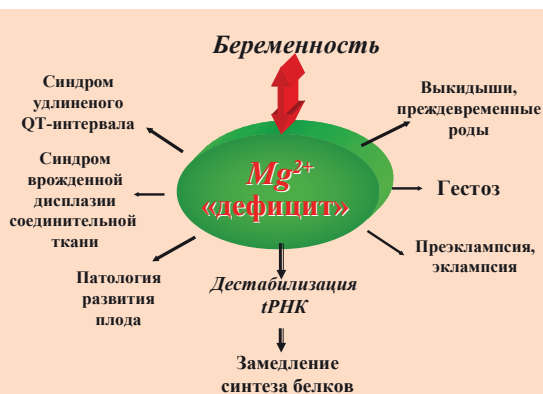 Беременность
Синдром
удлиненого
QT-интервала
Выкидыши,
преждевременные
роды
Синдром
врожденной
дисплазии
соединительной
ткани
Mg²⁺
«дефицит»
Гестоз
Патология
развития
плода
Преэклампсия,
эклампсия
Дестабилизация
tРНК
Замедление
синтеза белков